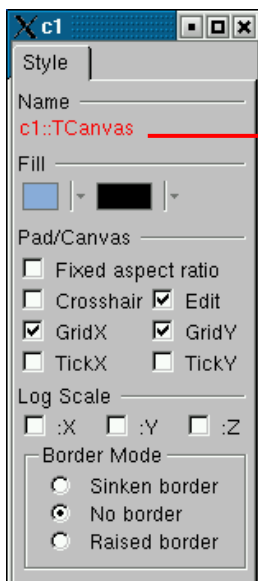 c1
Style
Name
c1::TCanvas
Fill
Pad/Canvas
Fixed aspect ratio
Crosshair Edit
GridX GridY
TickX TickY
Log Scale
:X :Y :Z
Border Mode
Sinken border
No border
Raised border